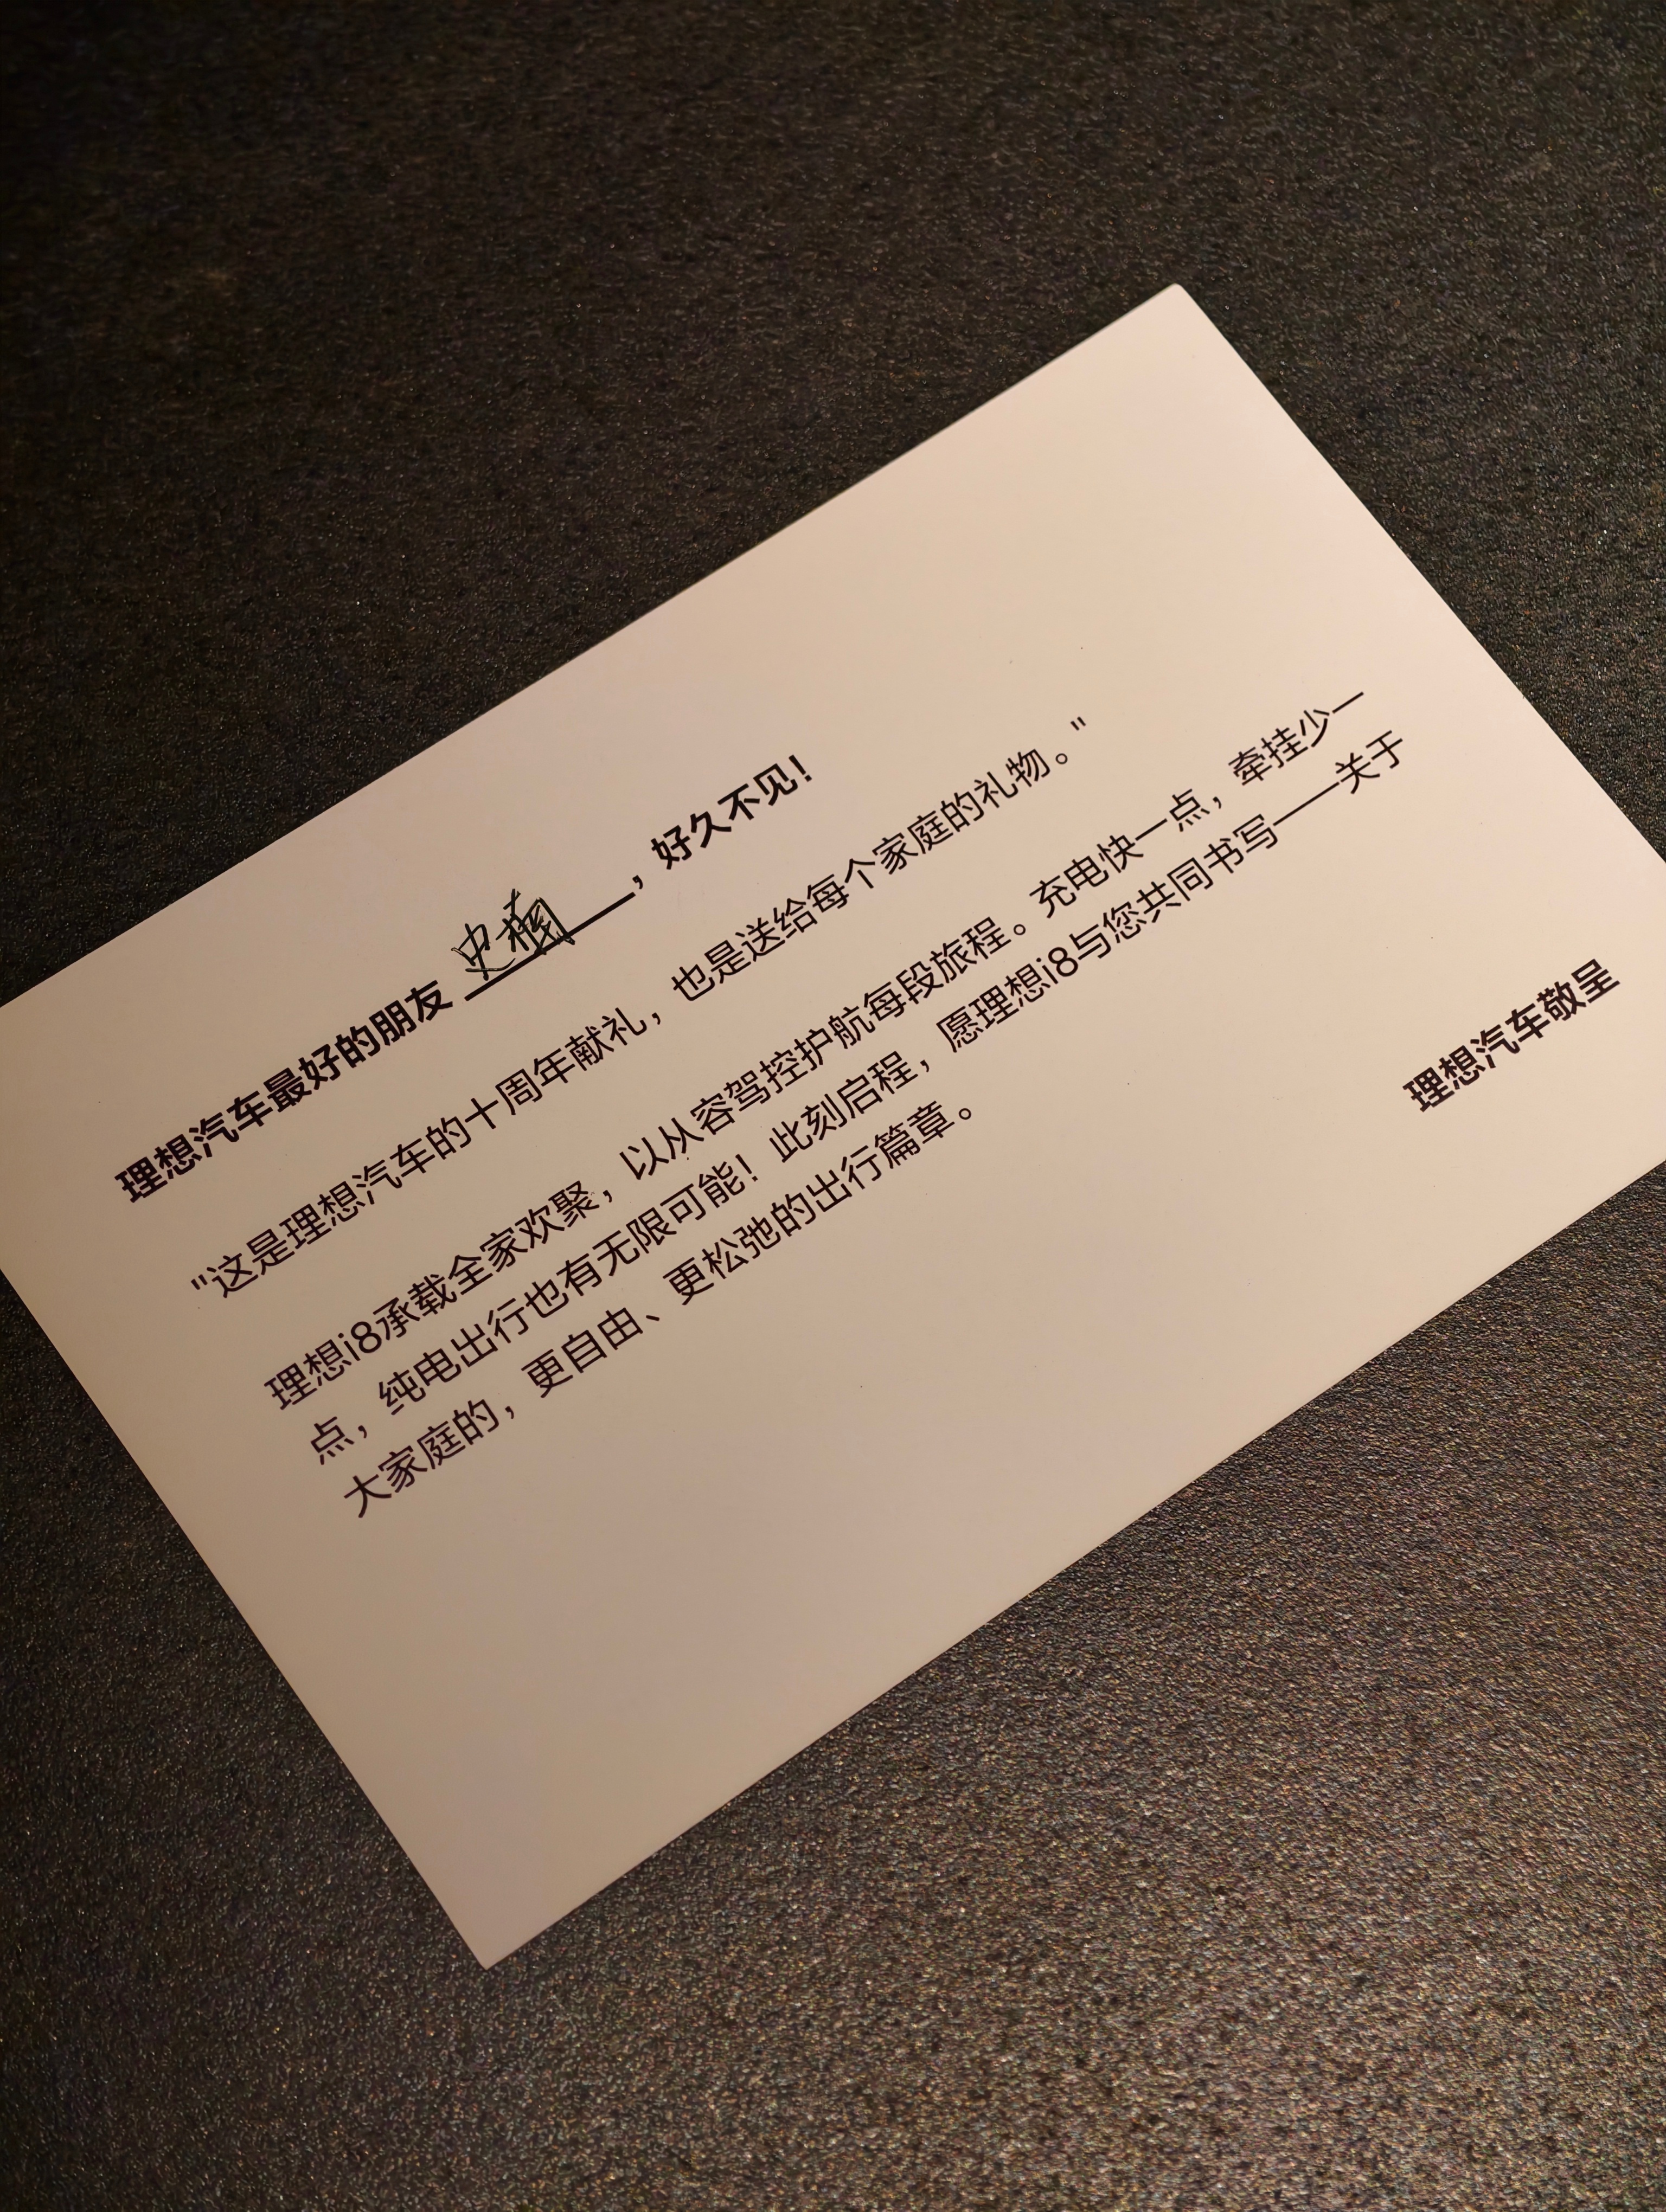 理想汽车最好的朋友 史楠，好久不见！
"这是理想汽车的十周年献礼，也是送给每个家庭的礼物。"
理想i8承载全家欢聚，以从容驾控护航每段旅程。充电快一点，牵挂少一
点，纯电出行也有无限可能！此刻启程，愿理想i8与您共同书写——关于
大家庭的，更自由、更松弛的出行篇章。
理想汽车敬呈